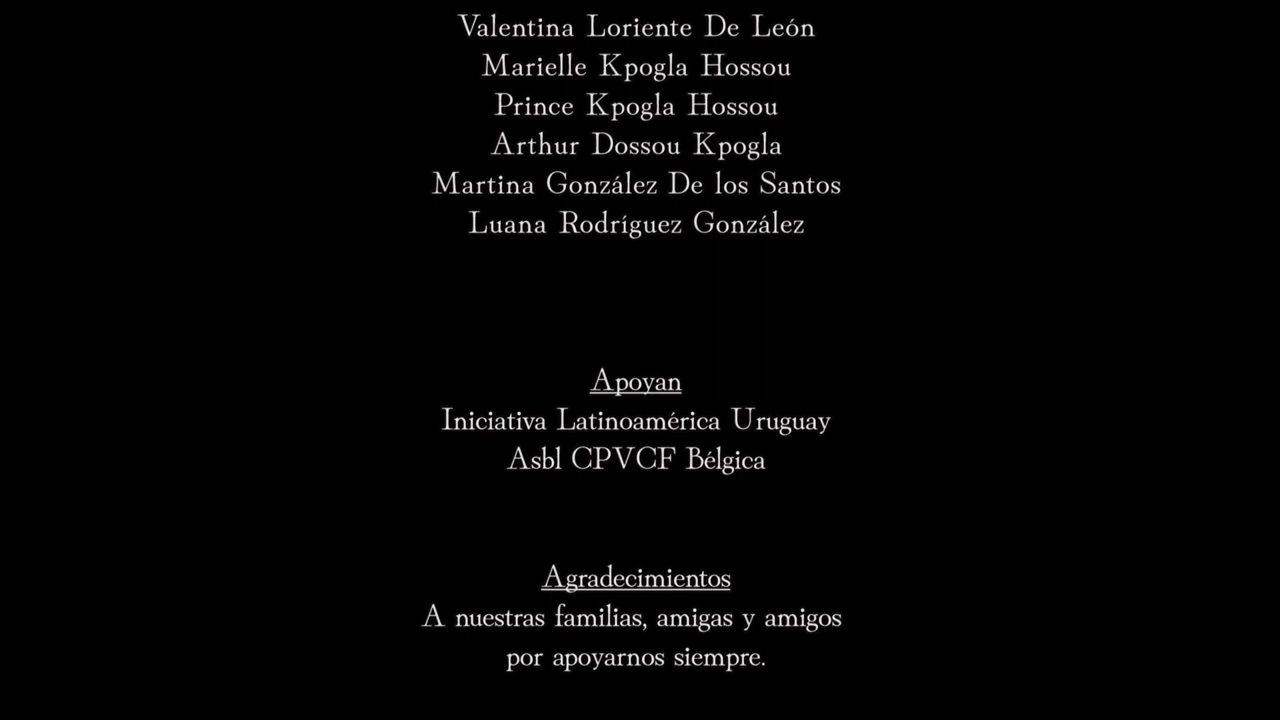 Valentina Loriente De León
Marielle Kpogla Hossou
Prince Kpogla Hossou
Arthur Dossou Kpogla
Martina González De los Santos
Luana Rodríguez González
Apoyan
Iniciativa Latinoamérica Uruguay
Asbl CPVCF Bélgica
Agradecimientos
A nuestras familias, amigas y amigos
por apoyarnos siempre.